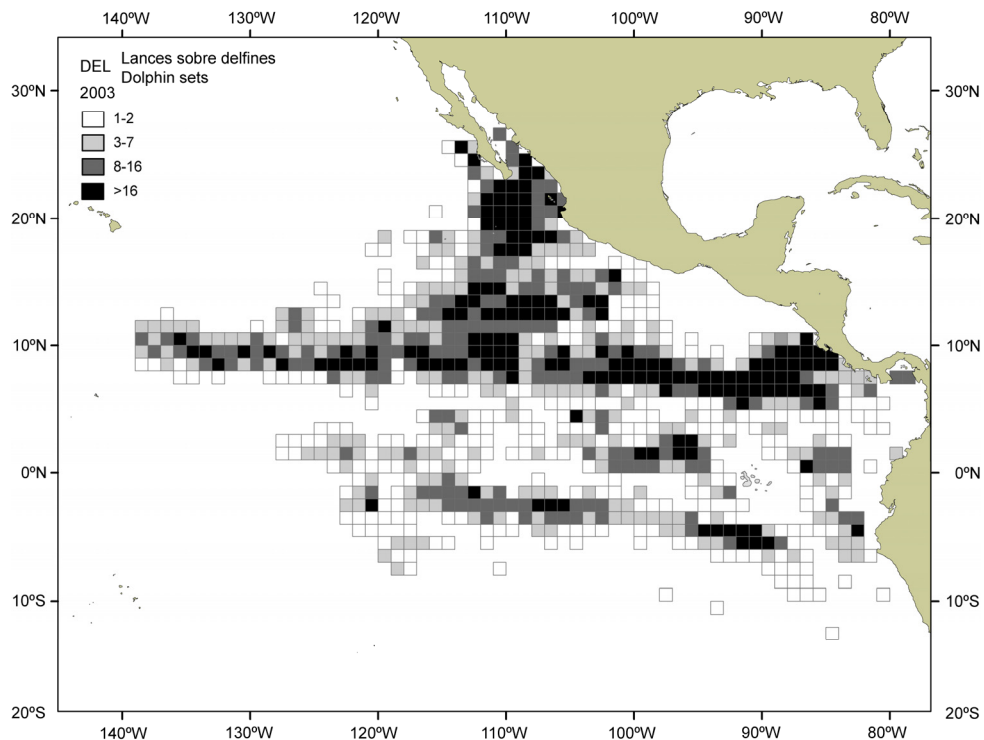 140ºW 130ºW 120ºW 110ºW 100ºW 90ºW 80ºW
DEL Lances sobre delfines
Dolphin sets
2003
1-2
3-7
8-16
>16
30ºN 30ºN
20ºN 20ºN
10ºN 10ºN
0ºN 0ºN
10ºS 10ºS
20ºS 20ºS
140ºW 130ºW 120ºW 110ºW 100ºW 90ºW 80ºW